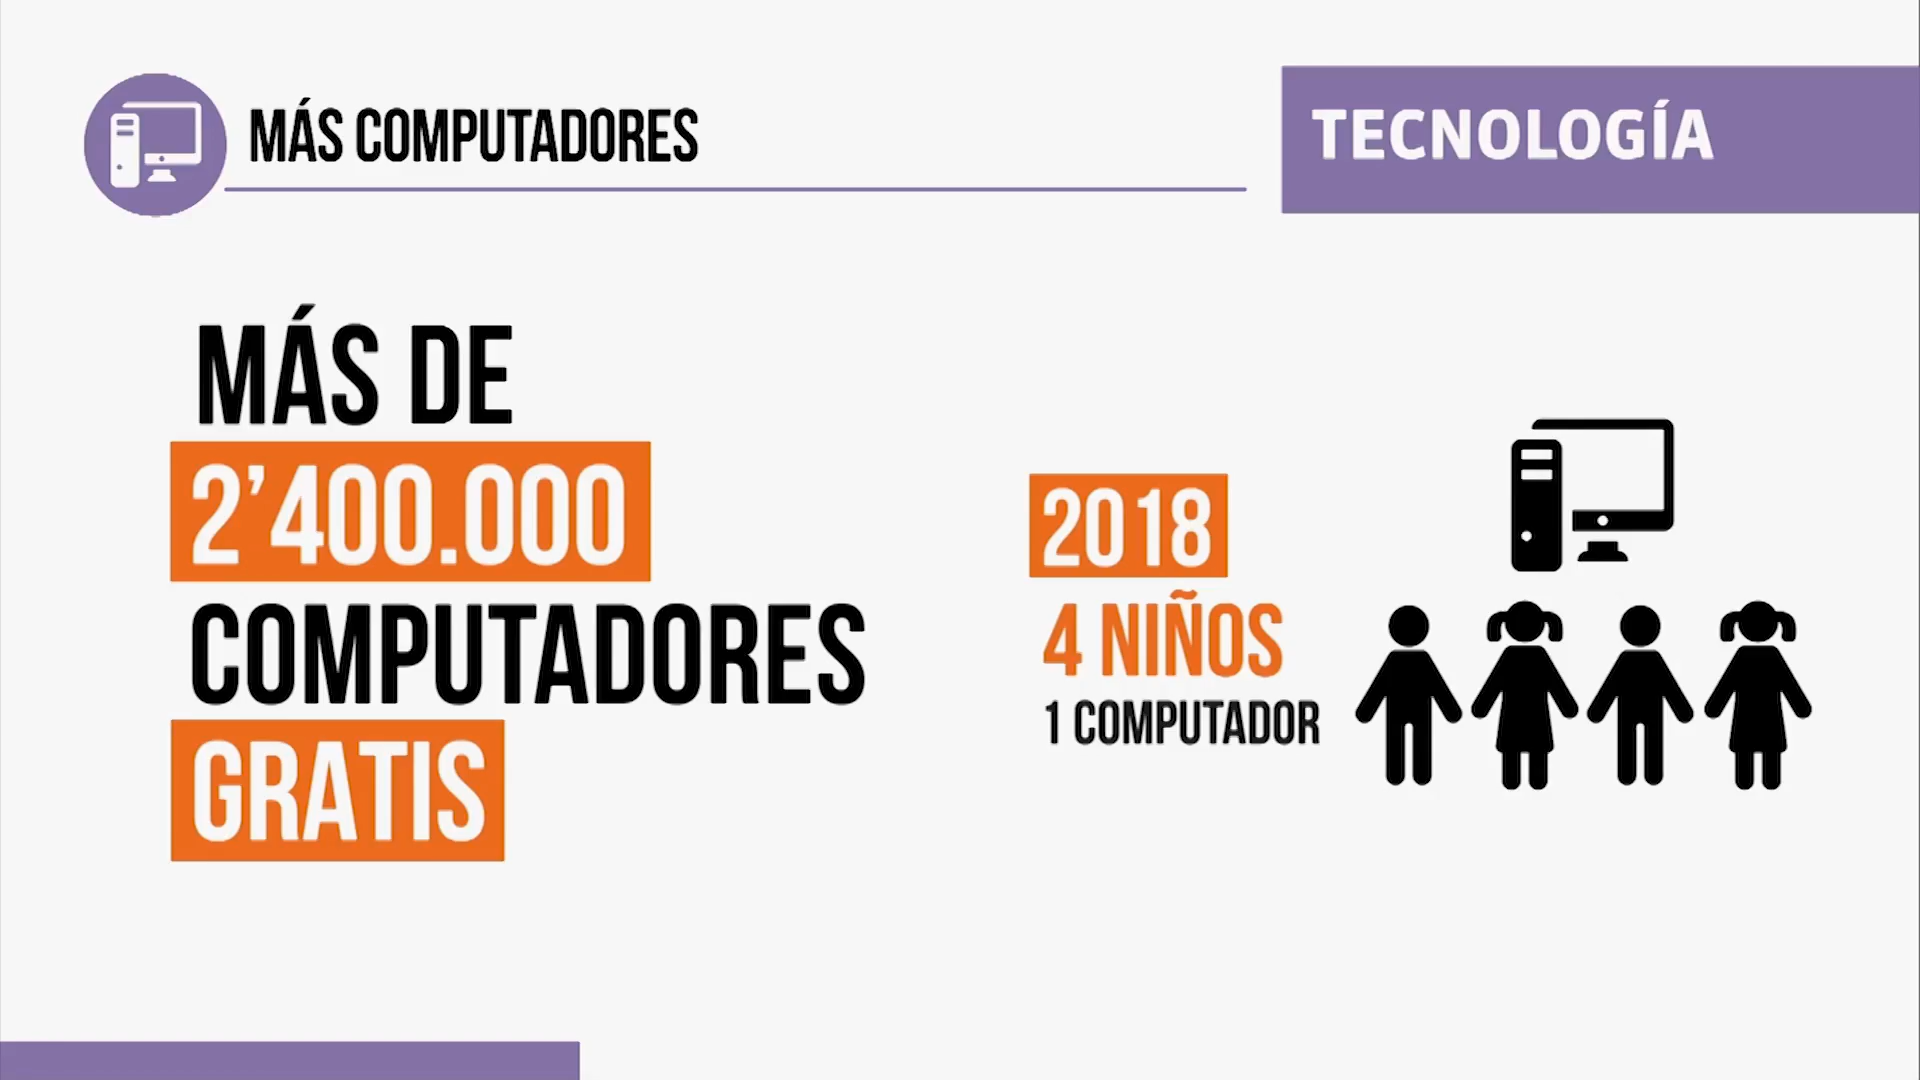 MÁS COMPUTADORES
TECNOLOGÍA
MÁS DE
2’400.000
COMPUTADORES
GRATIS
2018
4 NIÑOS
1 COMPUTADOR